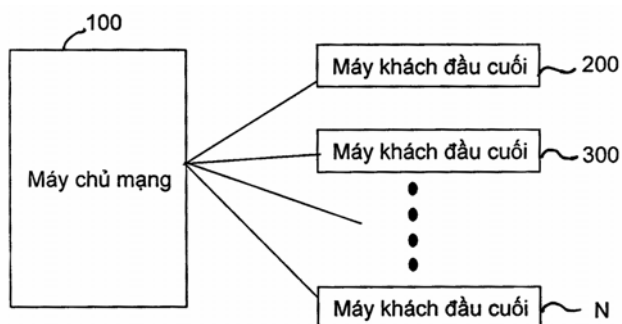 100
Máy khách đầu cuối 200
Máy khách đầu cuối 300
Máy chủ mạng
Máy khách đầu cuối N